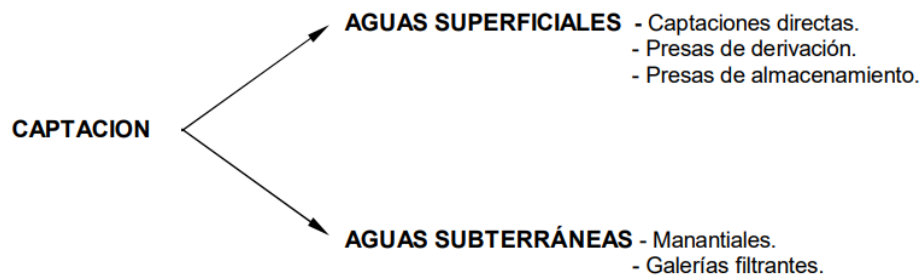 AGUAS SUPERFICIALES - Captaciones directas.
- Presas de derivación.
- Presas de almacenamiento.
CAPTACION
AGUAS SUBTERRÁNEAS - Manantiales.
- Galerías filtrantes.